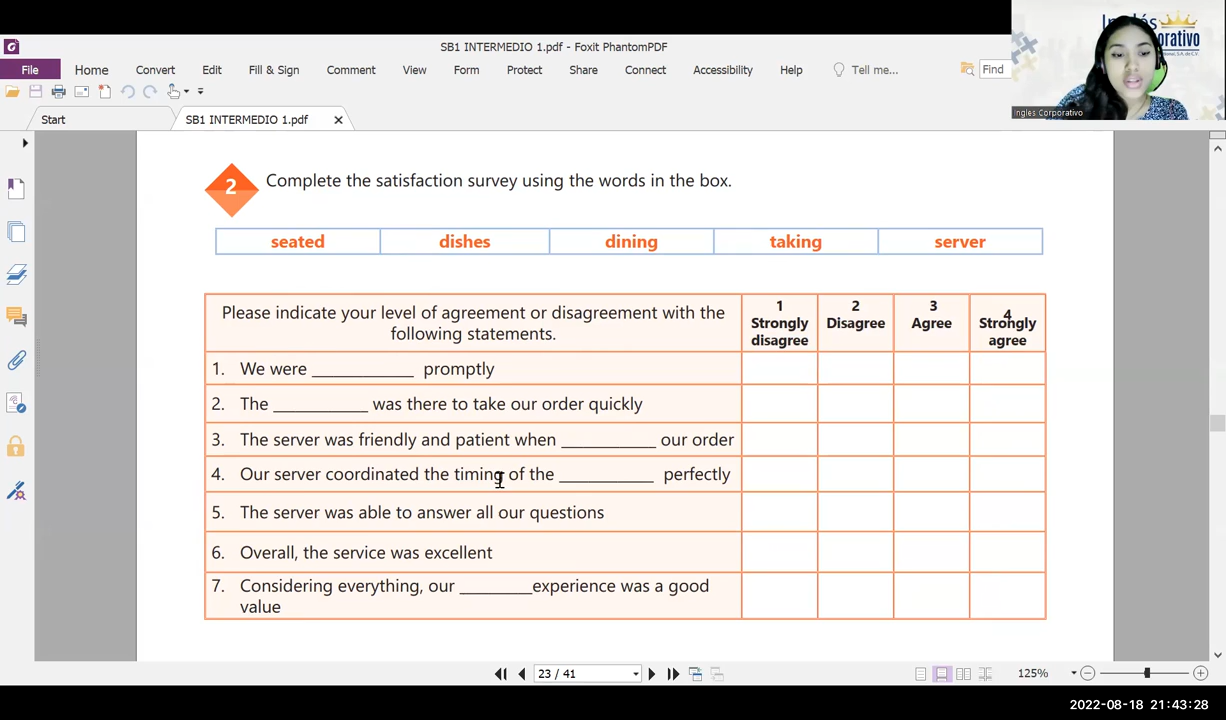 SB1 INTERMEDIO 1.pdf - Foxit PhantomPDF
File Home Convert Edit Fill & Sign Comment View Form Protect Share Connect Accessibility Help Tell me... Find
Start SB1 INTERMEDIO 1.pdf
Ingles Corporativo
2 Complete the satisfaction survey using the words in the box.
seated dishes dining taking server
Please indicate your level of agreement or disagreement with the
following statements.
1
Strongly
disagree
2
Disagree
3
Agree
4
Strongly
agree
1. We were ____________ promptly
2. The ___________ was there to take our order quickly
3. The server was friendly and patient when ___________ our order
4. Our server coordinated the timing of the ___________ perfectly
5. The server was able to answer all our questions
6. Overall, the service was excellent
7. Considering everything, our ________experience was a good
value
23 / 41
125%
2022-08-18 21:43:28